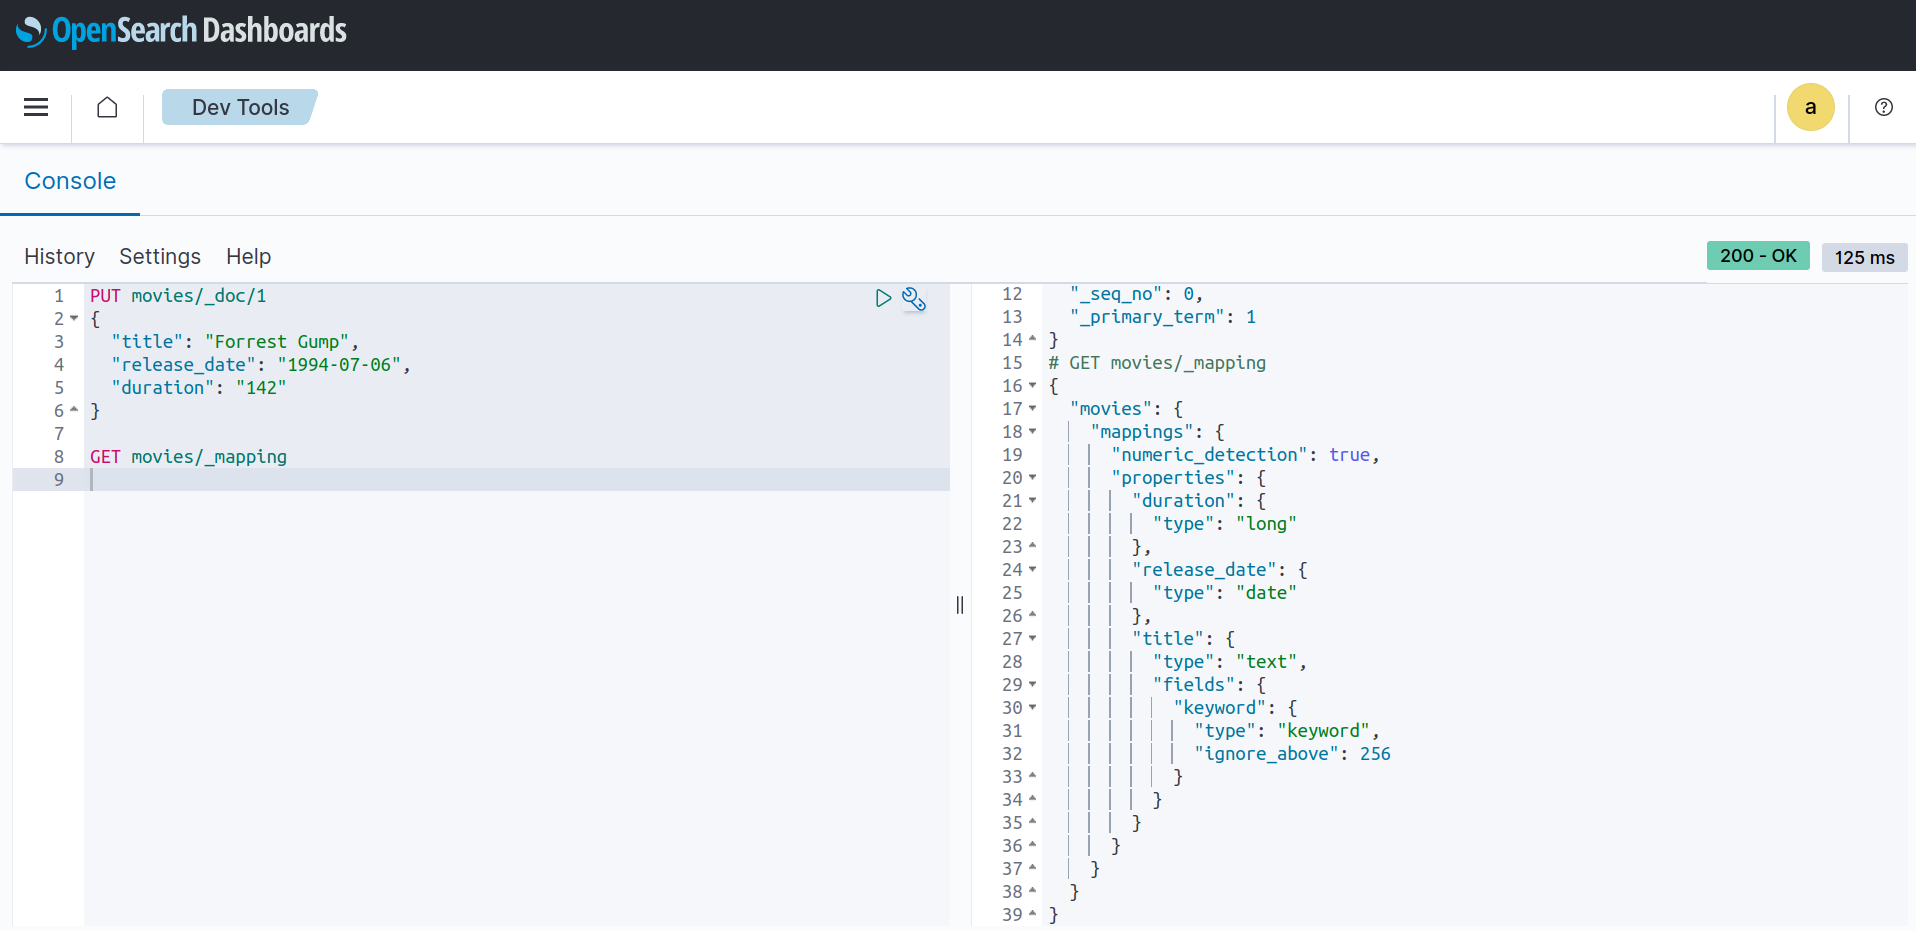 OpenSearch Dashboards
Dev Tools
a
Console
History Settings Help
200 - OK
125 ms
1 PUT movies/_doc/1
2 {
3   "title": "Forrest Gump",
4   "release_date": "1994-07-06",
5   "duration": "142"
6 }
7
8 GET movies/_mapping
9
12   "_seq_no": 0,
13   "_primary_term": 1
14 }
15 # GET movies/_mapping
16 {
17   "movies": {
18     "mappings": {
19       "numeric_detection": true,
20       "properties": {
21         "duration": {
22           "type": "long"
23         },
24         "release_date": {
25           "type": "date"
26         },
27         "title": {
28           "type": "text",
29           "fields": {
30             "keyword": {
31               "type": "keyword",
32               "ignore_above": 256
33             }
34           }
35         }
36       }
37     }
38   }
39 }